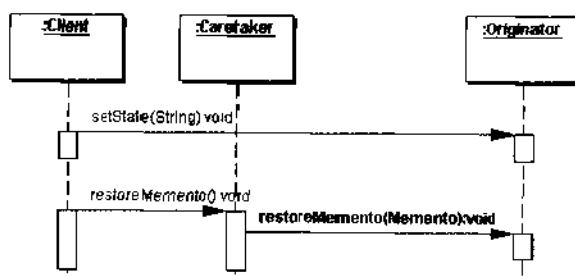 :Client
:Caretaker
:Originator
setState(String) void
restoreMemento() void
restoreMemento(Memento):void